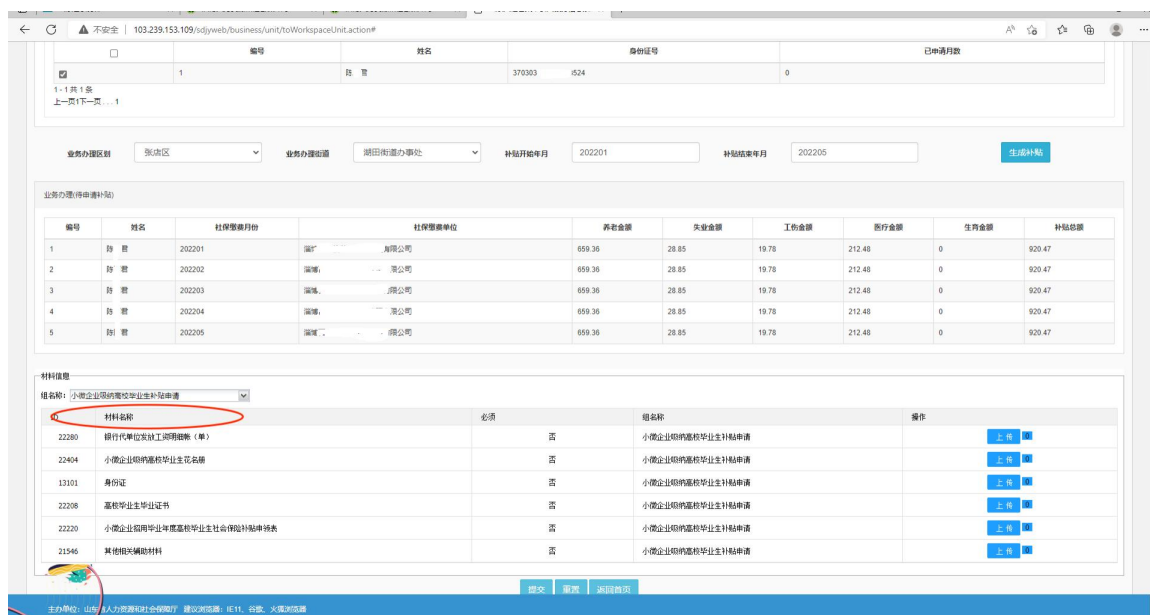 不安全 | 103.239.153.109/sdjyweb/business/unit/toWorkspaceUnit.action#
编号 姓名 身份证号 已申请月数
1 陈 君 370303 3524 0
1 - 1 共 1 条
上一页1下一页 . . . 1
业务办理区划 张店区 业务办理街道 湖田街道办事处 补贴开始年月 202201 补贴结束年月 202205 生成补贴
业务办理(待申请补贴)
编号 姓名 社保缴费月份 社保缴费单位 养老金额 失业金额 工伤金额 医疗金额 生育金额 补贴总额
1 陈 君 202201 淄 有限公司 659.36 28.85 19.78 212.48 0 920.47
2 陈 君 202202 淄博 限公司 659.36 28.85 19.78 212.48 0 920.47
3 陈 君 202203 淄博 限公司 659.36 28.85 19.78 212.48 0 920.47
4 陈 君 202204 淄博 限公司 659.36 28.85 19.78 212.48 0 920.47
5 陈 君 202205 淄博 限公司 659.36 28.85 19.78 212.48 0 920.47
材料信息
组名称: 小微企业吸纳高校毕业生补贴申请
ID 材料名称 必须 组名称 操作
22280 银行代单位发放工资明细帐（单） 否 小微企业吸纳高校毕业生补贴申请 上 传 0
22404 小微企业吸纳高校毕业生花名册 否 小微企业吸纳高校毕业生补贴申请 上 传 0
13101 身份证 否 小微企业吸纳高校毕业生补贴申请 上 传 0
22208 高校毕业生毕业证书 否 小微企业吸纳高校毕业生补贴申请 上 传 0
22220 小微企业招用毕业年度高校毕业生社会保险补贴申领表 否 小微企业吸纳高校毕业生补贴申请 上 传 0
21546 其他相关辅助材料 否 小微企业吸纳高校毕业生补贴申请 上 传 0
提交 重置 返回首页
主办单位：山东省人力资源和社会保障厅 建议浏览器：IE11、谷歌、火狐浏览器